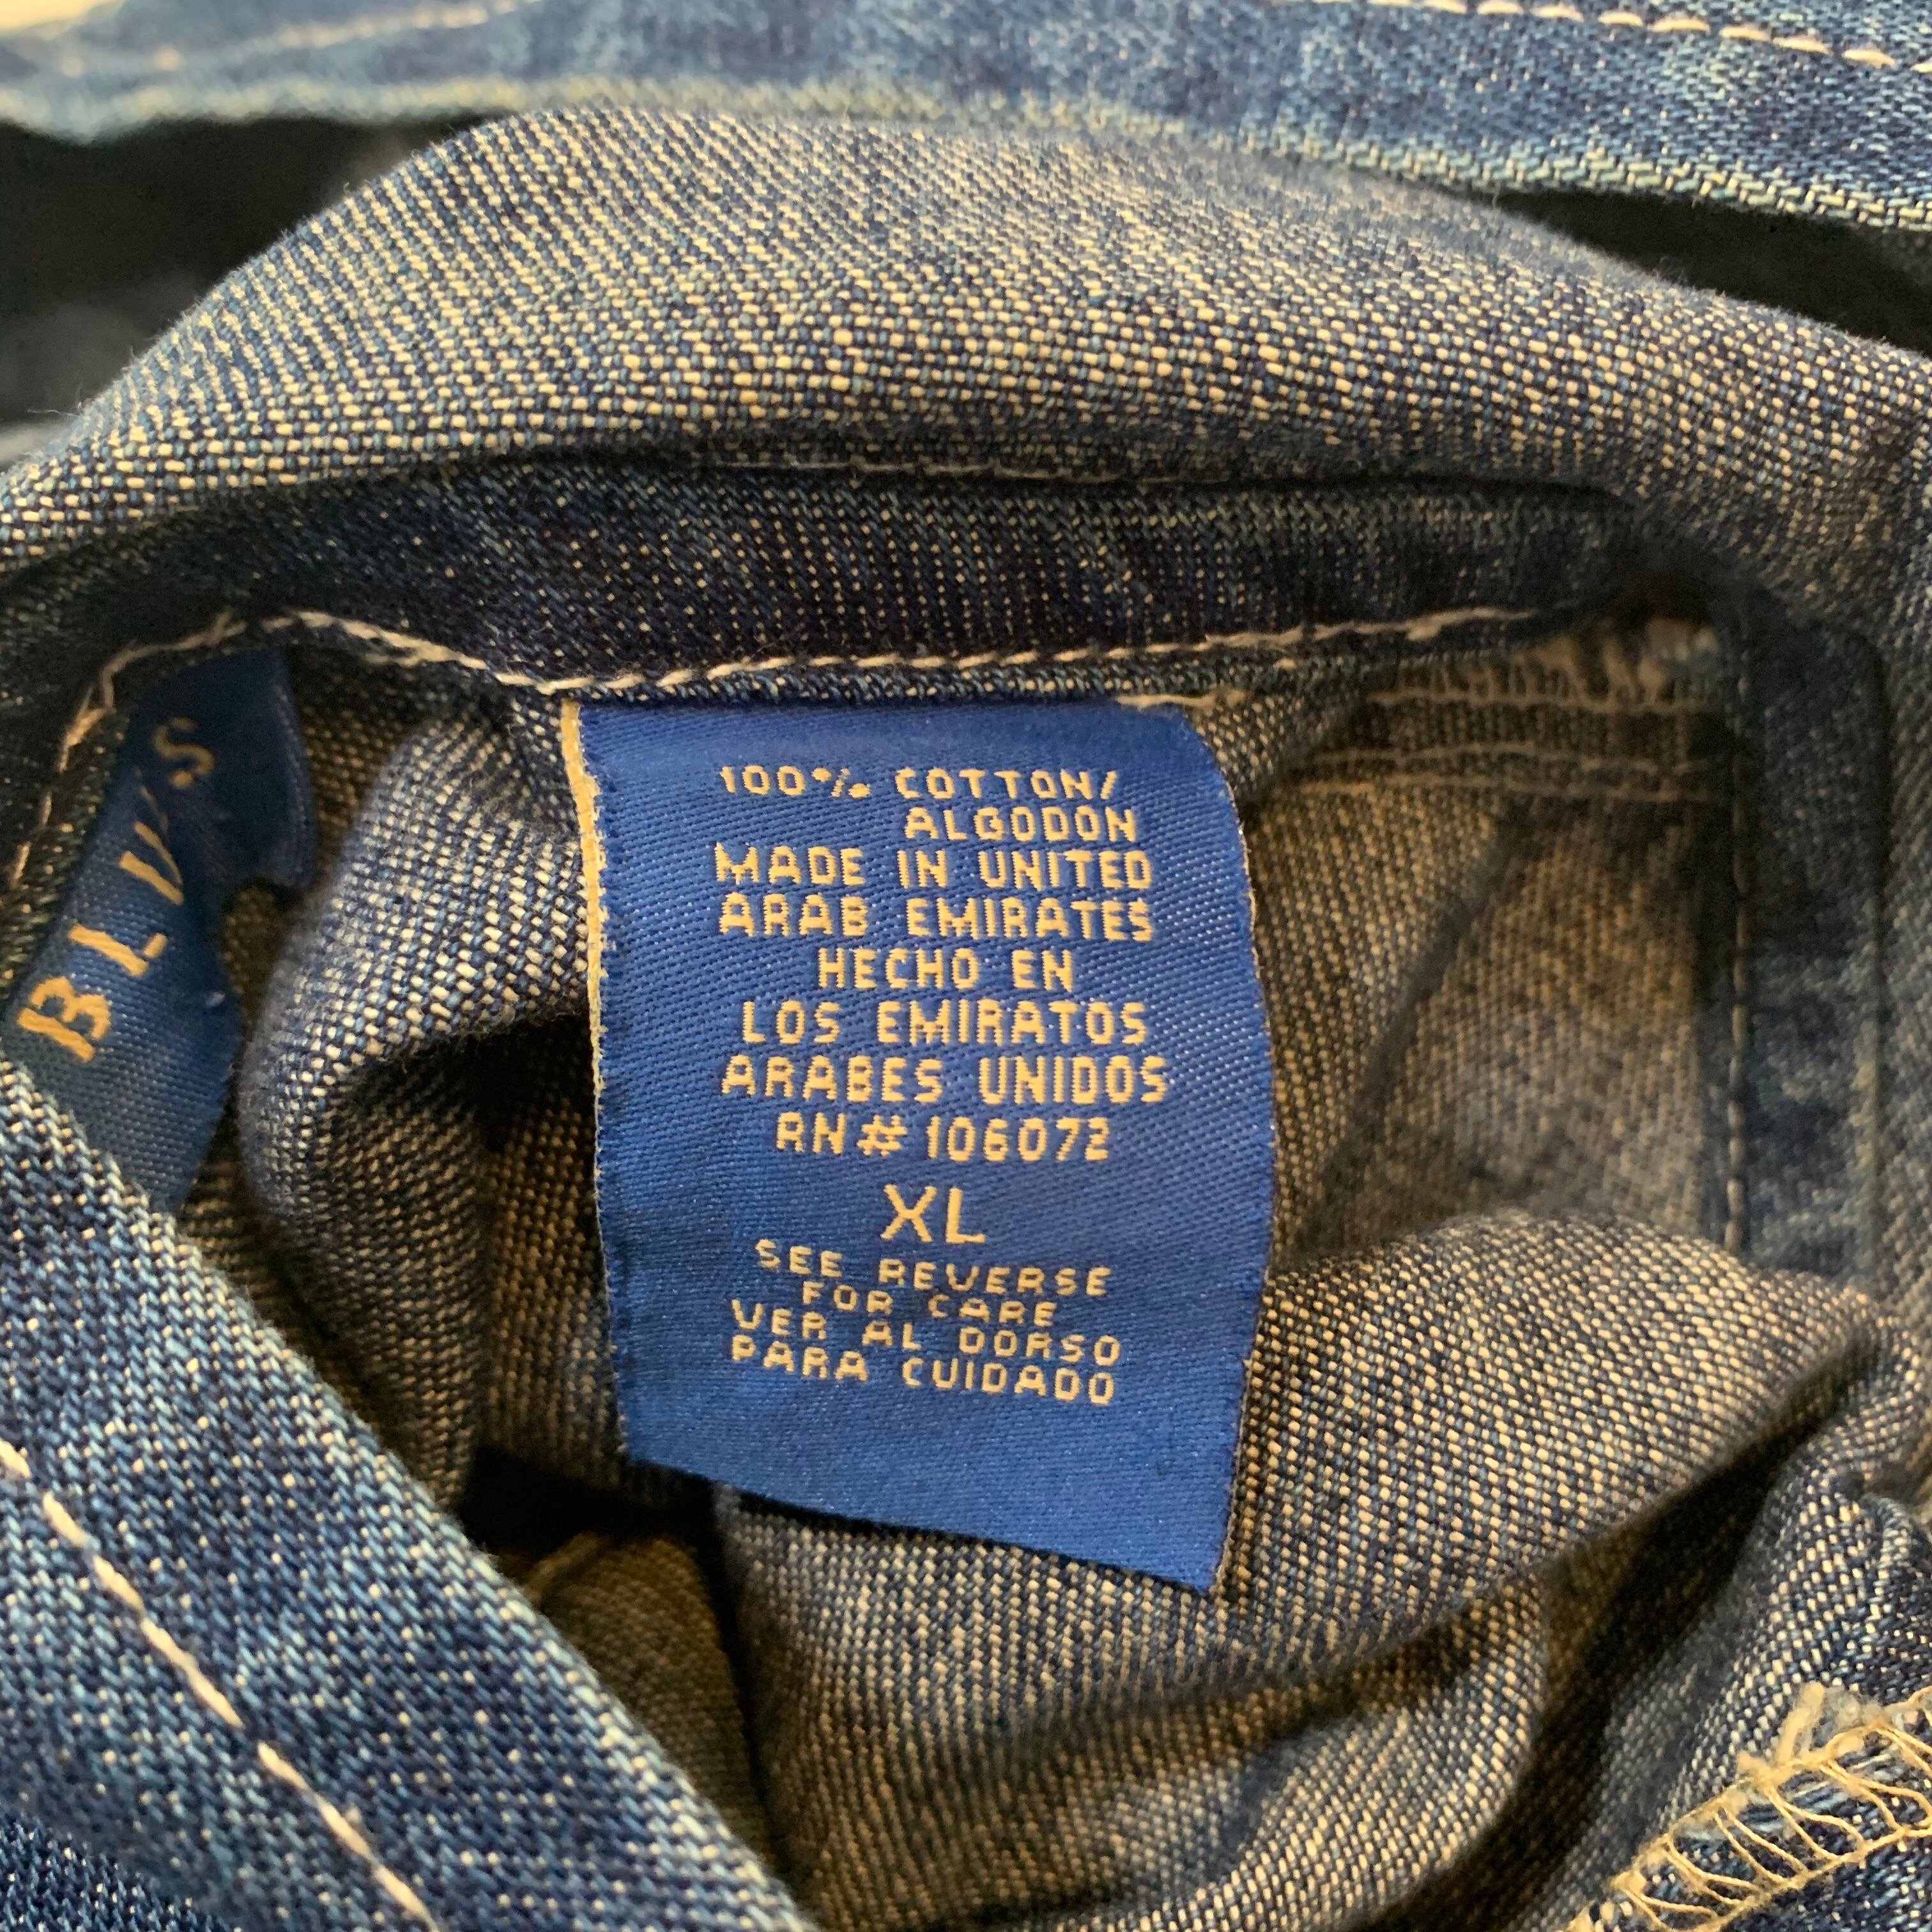 BLU'S
100% COTTON/
ALGODON
MADE IN UNITED
ARAB EMIRATES
HECHO EN
LOS EMIRATOS
ARABES UNIDOS
RN# 106072
XL
SEE REVERSE
FOR CARE
VER AL DORSO
PARA CUIDADO